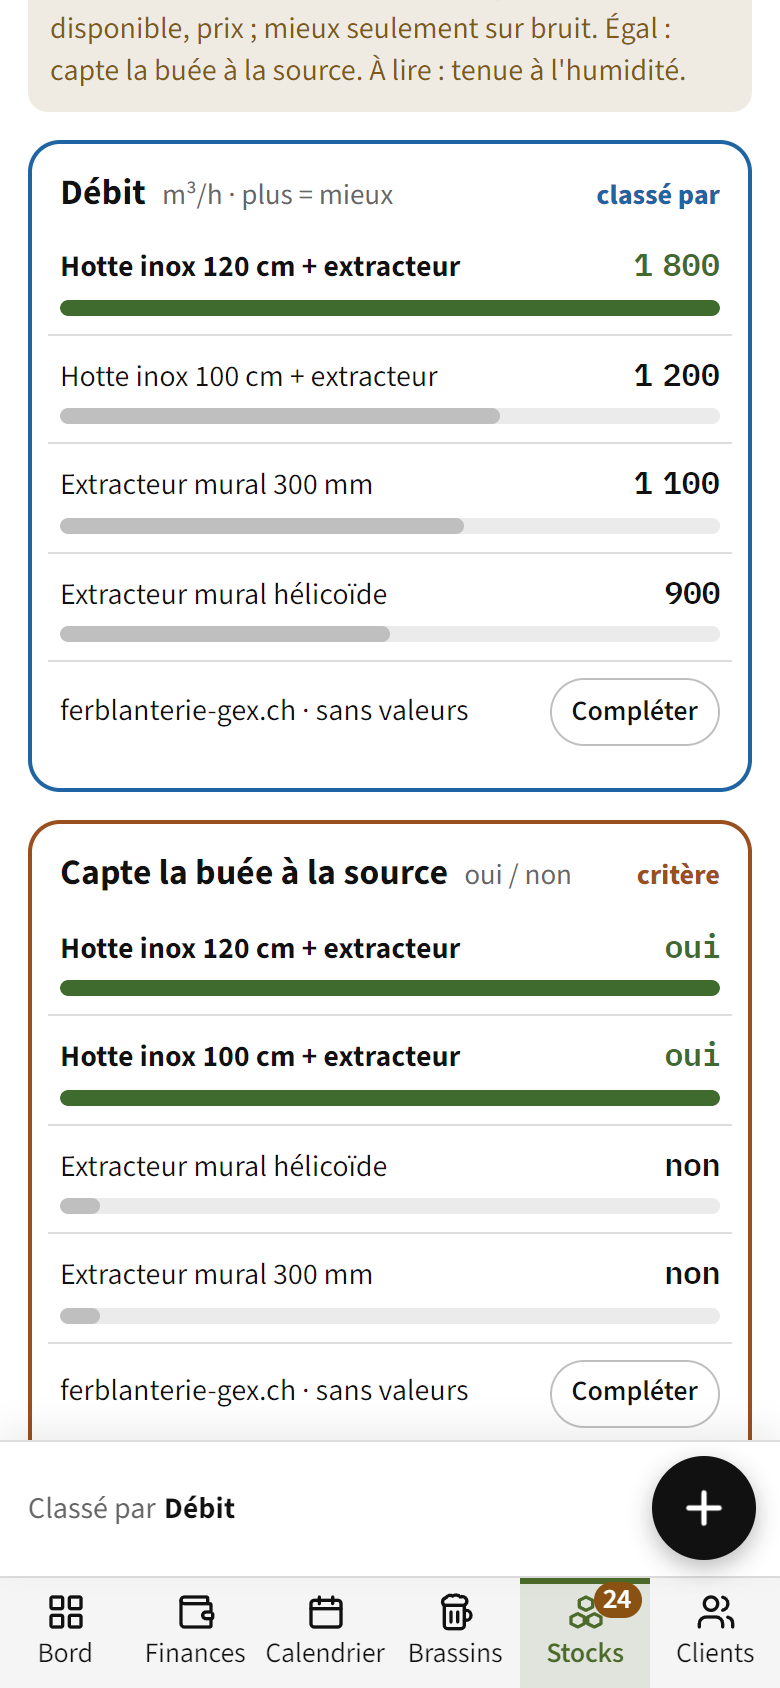 disponible, prix ; mieux seulement sur bruit. Égal :
capte la buée à la source. À lire : tenue à l'humidité.
Débit m³/h · plus = mieux classé par
Hotte inox 120 cm + extracteur 1 800
Hotte inox 100 cm + extracteur 1 200
Extracteur mural 300 mm 1 100
Extracteur mural hélicoïde 900
ferblanterie-gex.ch · sans valeurs Compléter
Capte la buée à la source oui / non critère
Hotte inox 120 cm + extracteur oui
Hotte inox 100 cm + extracteur oui
Extracteur mural hélicoïde non
Extracteur mural 300 mm non
ferblanterie-gex.ch · sans valeurs Compléter
Classé par Débit
24
Bord Finances Calendrier Brassins Stocks Clients